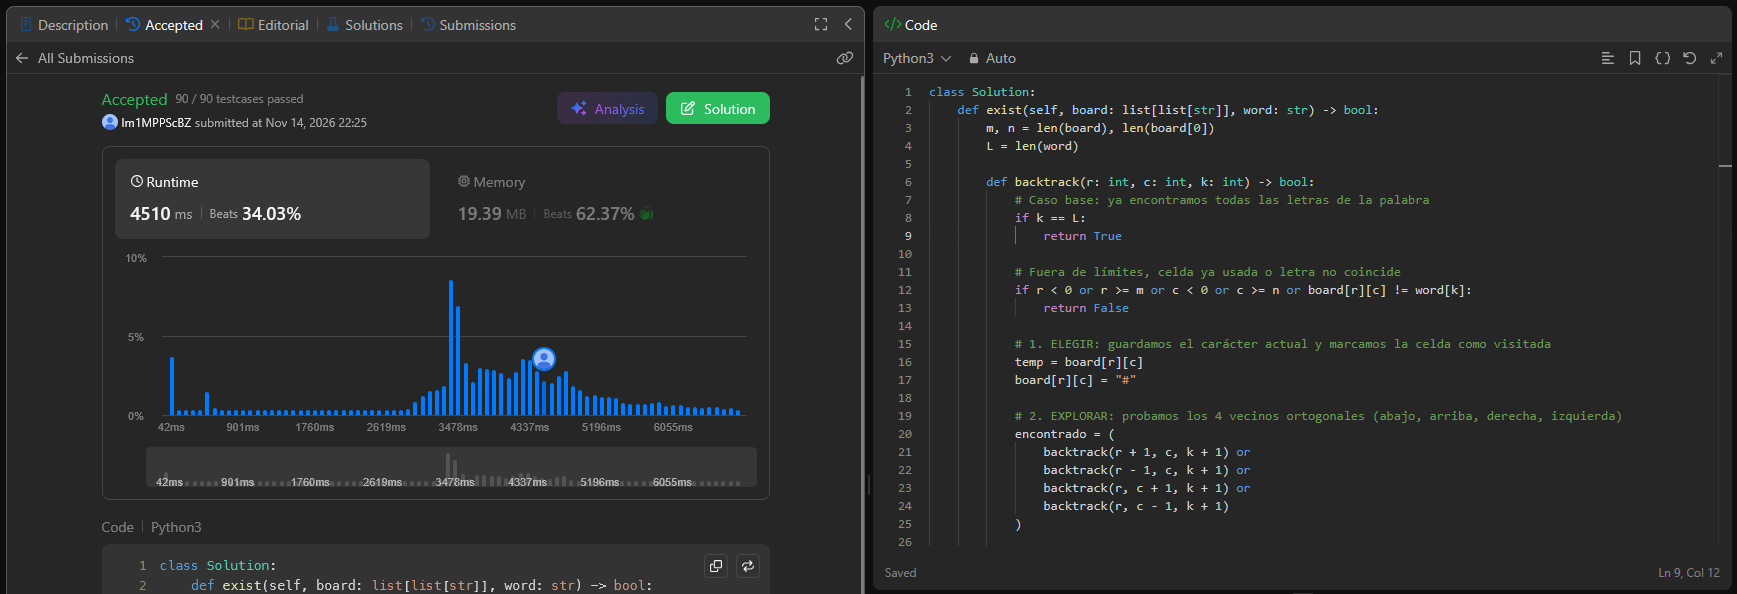 Description Accepted Editorial Solutions Submissions
All Submissions
Accepted 90 / 90 testcases passed
lm1MPPScBZ submitted at Nov 14, 2026 22:25
Analysis Solution
Runtime
4510 ms Beats 34.03%
Memory
19.39 MB Beats 62.37%
10%
5%
0%
42ms 901ms 1760ms 2619ms 3478ms 4337ms 5196ms 6055ms
42ms 901ms 1760ms 2619ms 3478ms 4337ms 5196ms 6055ms
Code Python3
1 class Solution:
2 def exist(self, board: list[list[str]], word: str) -> bool:
</> Code
Python3 Auto
1 class Solution:
2 def exist(self, board: list[list[str]], word: str) -> bool:
3 m, n = len(board), len(board[0])
4 L = len(word)
5
6 def backtrack(r: int, c: int, k: int) -> bool:
7 # Caso base: ya encontramos todas las letras de la palabra
8 if k == L:
9 return True
10
11 # Fuera de límites, celda ya usada o letra no coincide
12 if r < 0 or r >= m or c < 0 or c >= n or board[r][c] != word[k]:
13 return False
14
15 # 1. ELEGIR: guardamos el carácter actual y marcamos la celda como visitada
16 temp = board[r][c]
17 board[r][c] = "#"
18
19 # 2. EXPLORAR: probamos los 4 vecinos ortogonales (abajo, arriba, derecha, izquierda)
20 encontrado = (
21 backtrack(r + 1, c, k + 1) or
22 backtrack(r - 1, c, k + 1) or
23 backtrack(r, c + 1, k + 1) or
24 backtrack(r, c - 1, k + 1)
25 )
26
Saved Ln 9, Col 12